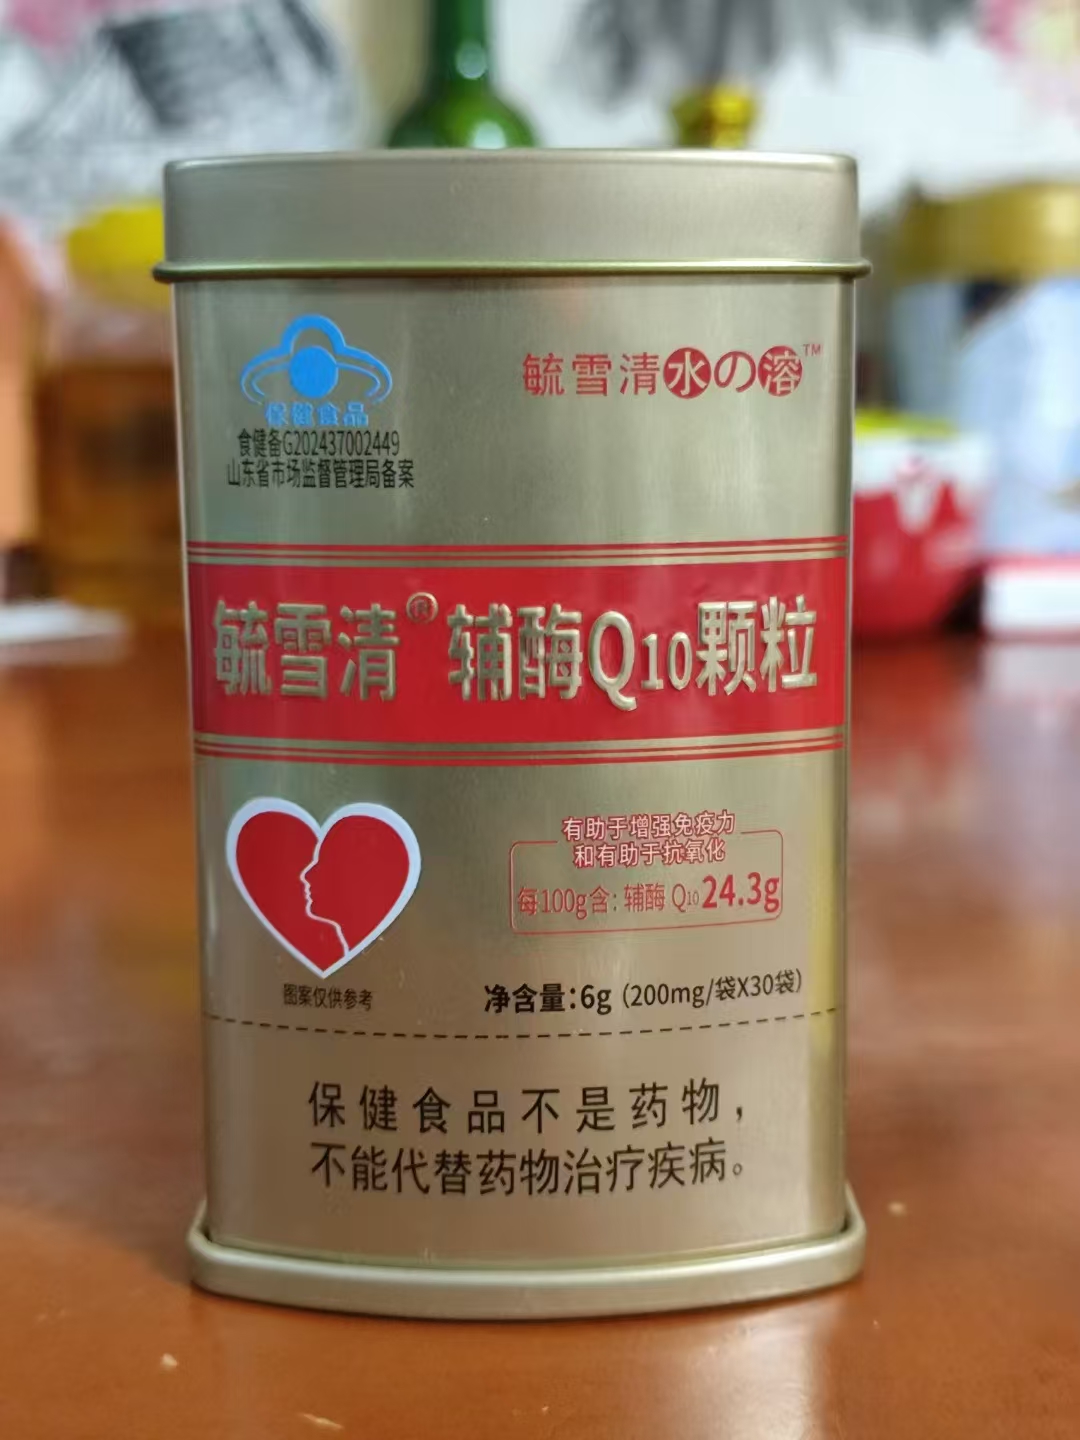 保健食品
食健备G202437002449
山东省市场监督管理局备案
毓雪清水の溶™
毓雪清®辅酶Q10颗粒
有助于增强免疫力
和有助于抗氧化
每100g含：辅酶 Q10 24.3g
图案仅供参考
净含量：6g（200mg/袋X30袋）
保健食品不是药物，
不能代替药物治疗疾病。